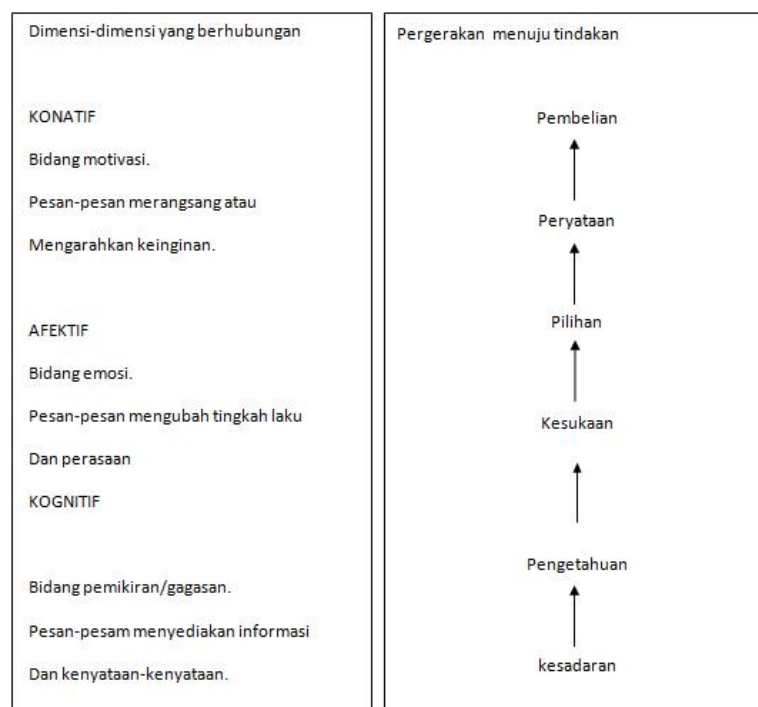 Dimensi-dimensi yang berhubungan
KONATIF
Bidang motivasi.
Pesan-pesan merangsang atau
Mengarahkan keinginan.
AFEKTIF
Bidang emosi.
Pesan-pesan mengubah tingkah laku
Dan perasaan
KOGNITIF
Bidang pemikiran/gagasan.
Pesan-pesam menyediakan informasi
Dan kenyataan-kenyataan.
Pergerakan menuju tindakan
Pembelian
Peryataan
Pilihan
Kesukaan
Pengetahuan
kesadaran